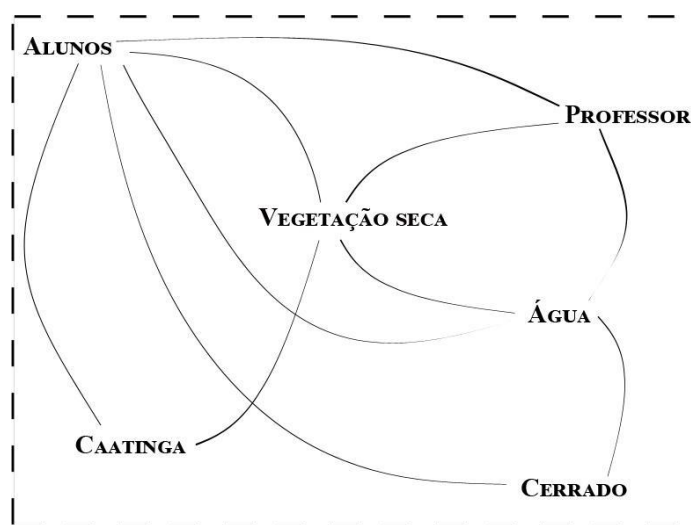 Alunos
Professor
Vegetação seca
Água
Caatinga
Cerrado